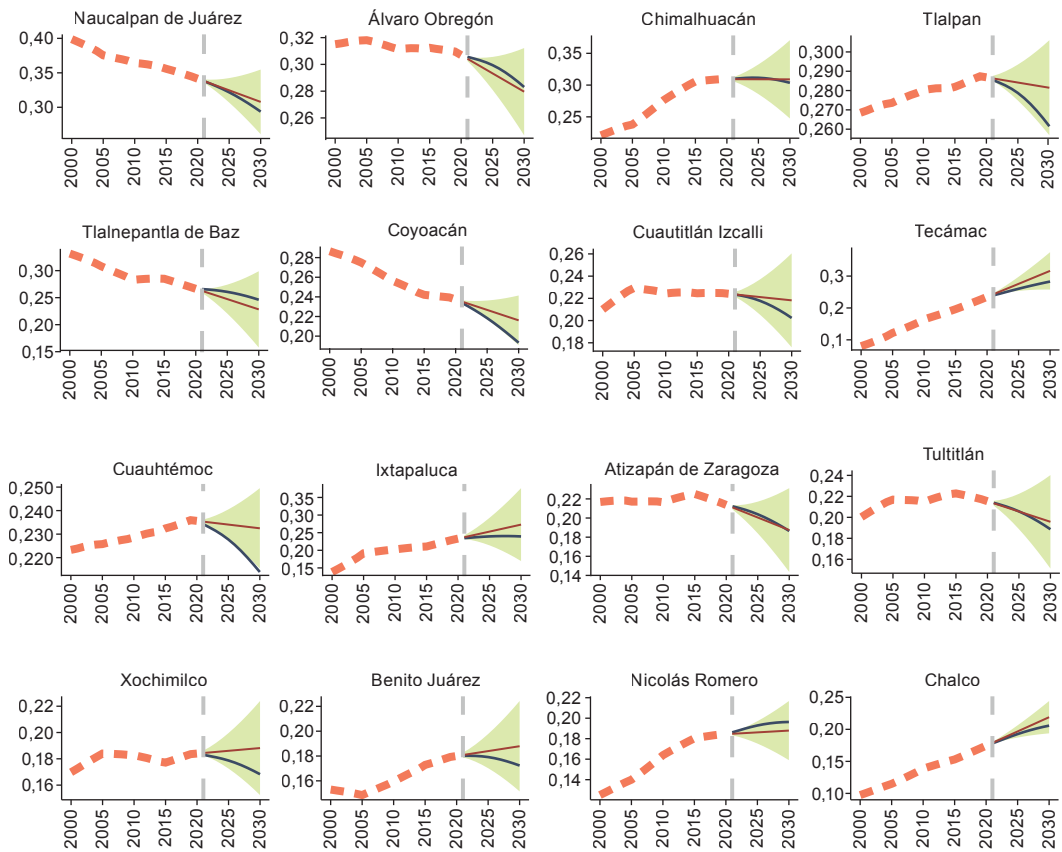 Naucalpan de Juárez
0,40
0,35
0,30
2000 2005 2010 2015 2020 2025 2030
Álvaro Obregón
0,32
0,30
0,28
0,26
2000 2005 2010 2015 2020 2025 2030
Chimalhuacán
0,35
0,30
0,25
2000 2005 2010 2015 2020 2025 2030
Tlalpan
0,300
0,290
0,280
0,270
0,260
2000 2005 2010 2015 2020 2025 2030
Tlalnepantla de Baz
0,30
0,25
0,20
0,15
2000 2005 2010 2015 2020 2025 2030
Coyoacán
0,28
0,26
0,24
0,22
0,20
2000 2005 2010 2015 2020 2025 2030
Cuautitlán Izcalli
0,26
0,24
0,22
0,20
0,18
2000 2005 2010 2015 2020 2025 2030
Tecámac
0,3
0,2
0,1
2000 2005 2010 2015 2020 2025 2030
Cuauhtémoc
0,250
0,240
0,230
0,220
2000 2005 2010 2015 2020 2025 2030
Ixtapaluca
0,35
0,30
0,25
0,20
0,15
2000 2005 2010 2015 2020 2025 2030
Atizapán de Zaragoza
0,22
0,20
0,18
0,16
0,14
2000 2005 2010 2015 2020 2025 2030
Tultitlán
0,24
0,22
0,20
0,18
0,16
2000 2005 2010 2015 2020 2025 2030
Xochimilco
0,22
0,20
0,18
0,16
2000 2005 2010 2015 2020 2025 2030
Benito Juárez
0,22
0,20
0,18
0,16
2000 2005 2010 2015 2020 2025 2030
Nicolás Romero
0,22
0,20
0,18
0,16
0,14
2000 2005 2010 2015 2020 2025 2030
Chalco
0,25
0,20
0,15
0,10
2000 2005 2010 2015 2020 2025 2030